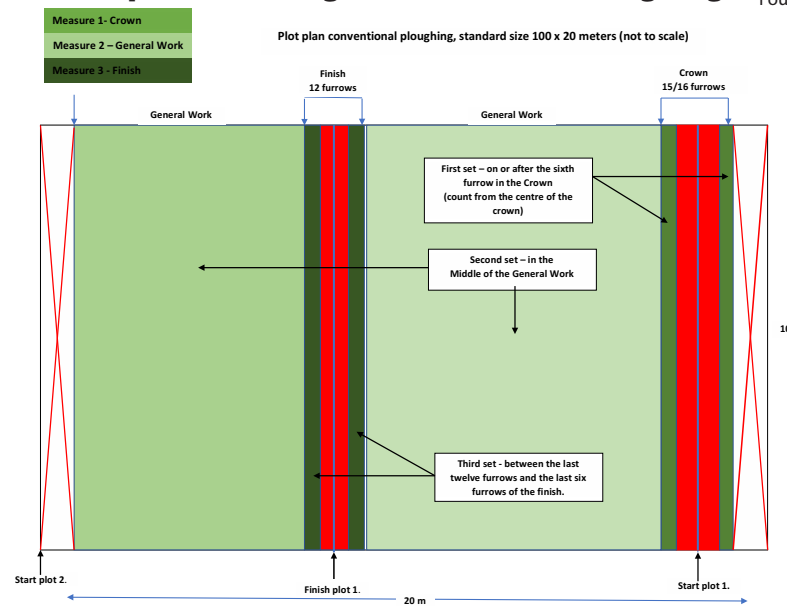 You
Measure 1- Crown
Measure 2 – General Work
Measure 3 - Finish
Plot plan conventional ploughing, standard size 100 x 20 meters (not to scale)
Finish
12 furrows
Crown
15/16 furrows
General Work
General Work
First set – on or after the sixth
furrow in the Crown
(count from the centre of the
crown)
Second set – in the
Middle of the General Work
10
Third set - between the last
twelve furrows and the last six
furrows of the finish.
Start plot 2.
Finish plot 1.
Start plot 1.
20 m